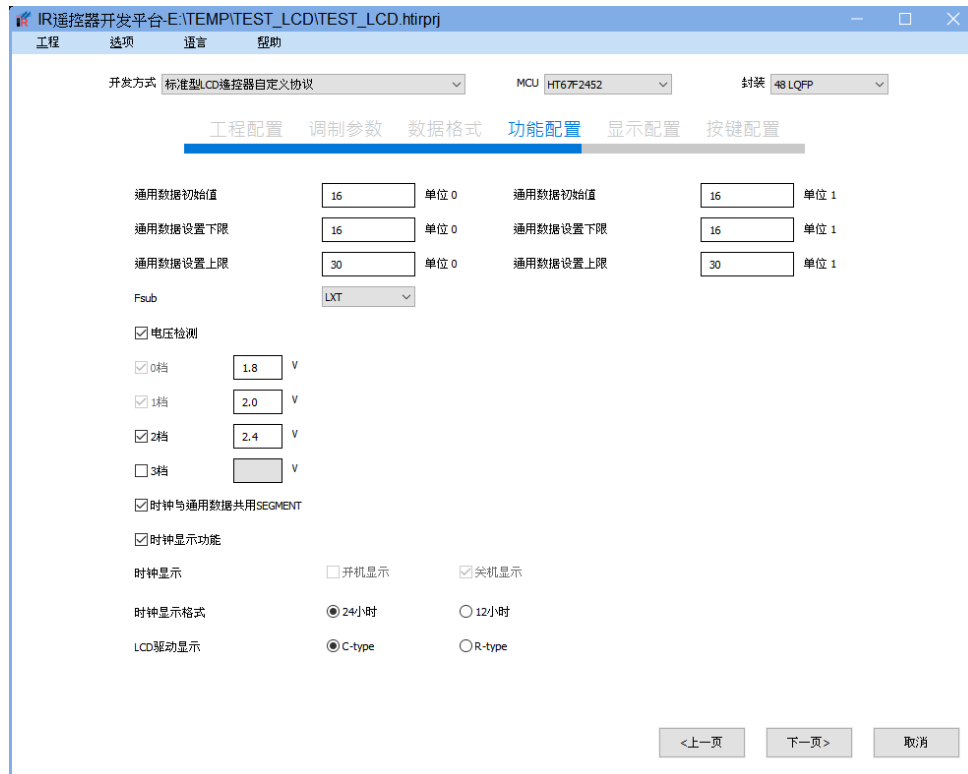 IR遥控器开发平台-E:\TEMP\TEST_LCD\TEST_LCD.htirprj
工程 选项 语言 帮助
开发方式 标准型LCD遙控器自定义协议 MCU HT67F2452 封装 48 LQFP
工程配置 调制参数 数据格式 功能配置 显示配置 按键配置
通用数据初始值 16 单位 0 通用数据初始值 16 单位 1
通用数据设置下限 16 单位 0 通用数据设置下限 16 单位 1
通用数据设置上限 30 单位 0 通用数据设置上限 30 单位 1
Fsub LXT
电压检测
0档 1.8 V
1档 2.0 V
2档 2.4 V
3档 V
时钟与通用数据共用SEGMENT
时钟显示功能
时钟显示 开机显示 关机显示
时钟显示格式 24小时 12小时
LCD驱动显示 C-type R-type
<上一页 下一页> 取消